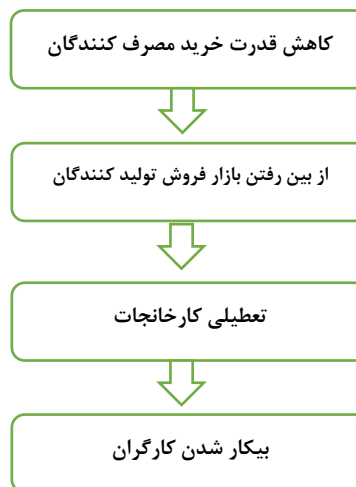 کاهش قدرت خرید مصرف کنندگان
از بین رفتن بازار فروش تولید کنندگان
تعطیلی کارخانجات
بیکار شدن کارگران